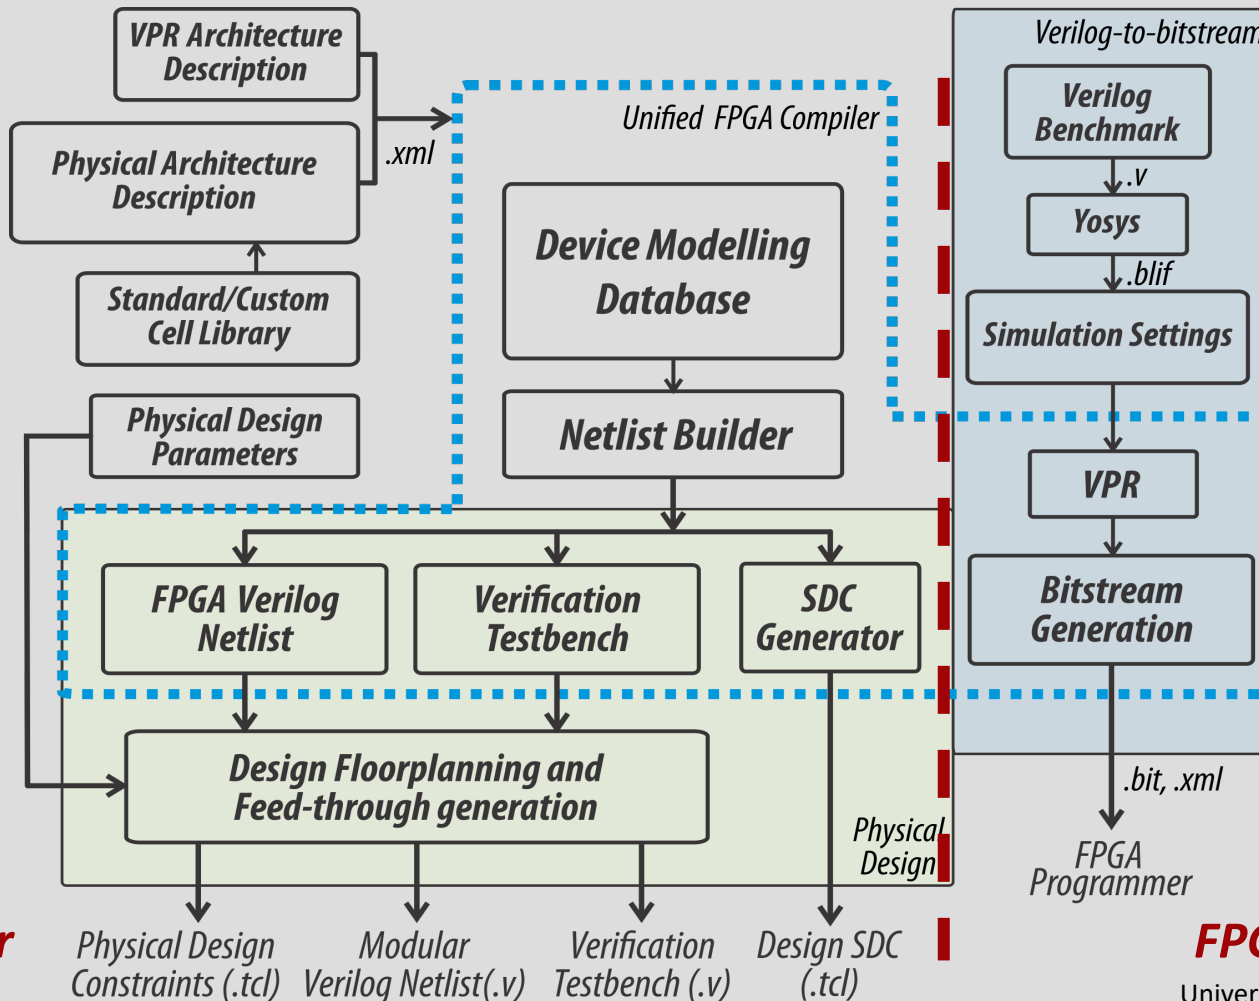 VPR Architecture
Description
Physical Architecture
Description
.xml
Standard/Custom
Cell Library
Physical Design
Parameters
Unified FPGA Compiler
Device Modelling
Database
Netlist Builder
FPGA Verilog
Netlist
Verification
Testbench
SDC
Generator
Design Floorplanning and
Feed-through generation
Physical
Design
Physical Design
Constraints (.tcl)
Modular
Verilog Netlist(.v)
Verification
Testbench (.v)
Design SDC
(.tcl)
Verilog-to-bitstream
Verilog
Benchmark
.v
Yosys
.blif
Simulation Settings
VPR
Bitstream
Generation
.bit, .xml
FPGA
Programmer